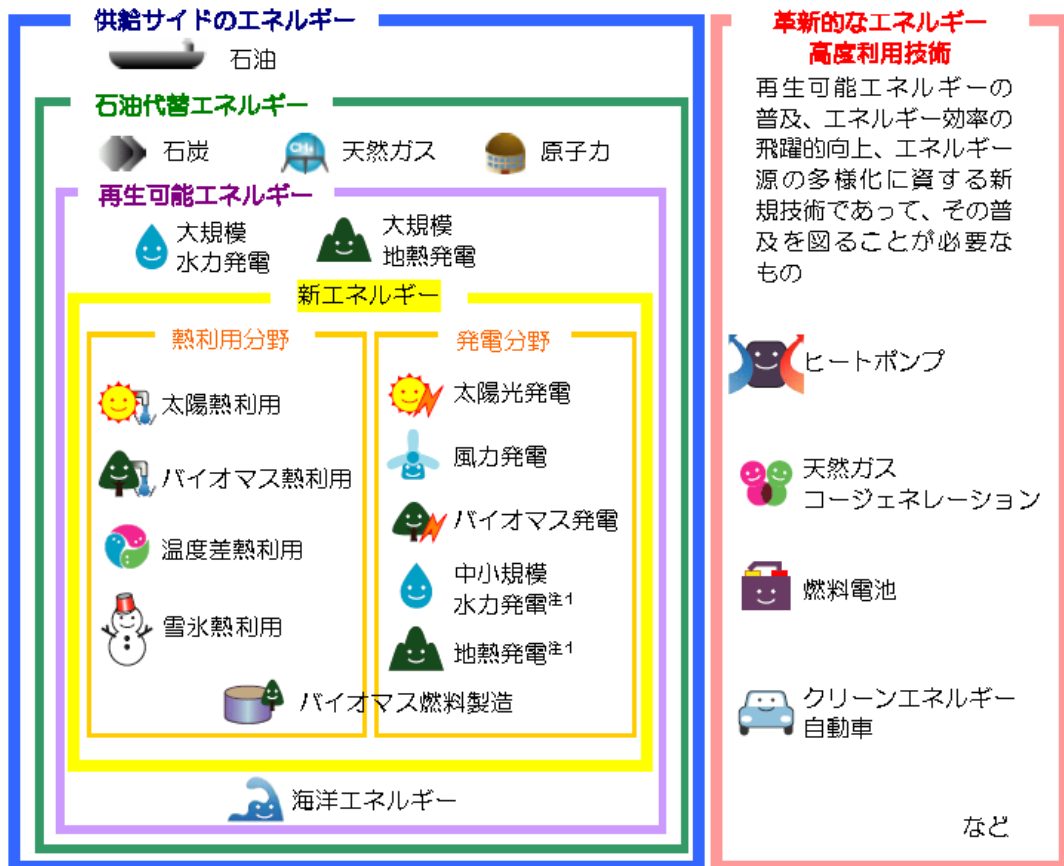 供給サイドのエネルギー
石油
石油代替エネルギー
石炭
CH₄
天然ガス
原子力
再生可能エネルギー
大規模
水力発電
大規模
地熱発電
新エネルギー
熱利用分野
太陽熱利用
バイオマス熱利用
温度差熱利用
雪氷熱利用
発電分野
太陽光発電
風力発電
バイオマス発電
中小規模
水力発電注1
地熱発電注1
バイオマス燃料製造
海洋エネルギー
革新的なエネルギー
高度利用技術
再生可能エネルギーの
普及、エネルギー効率の
飛躍的向上、エネルギー
源の多様化に資する新
規技術であって、その普
及を図ることが必要な
もの
ヒートポンプ
天然ガス
コージェネレーション
燃料電池
クリーンエネルギー
自動車
など